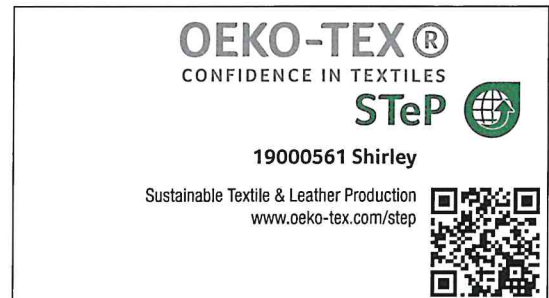 OEKO-TEX®
CONFIDENCE IN TEXTILES
STeP
19000561 Shirley
Sustainable Textile & Leather Production
www.oeko-tex.com/step